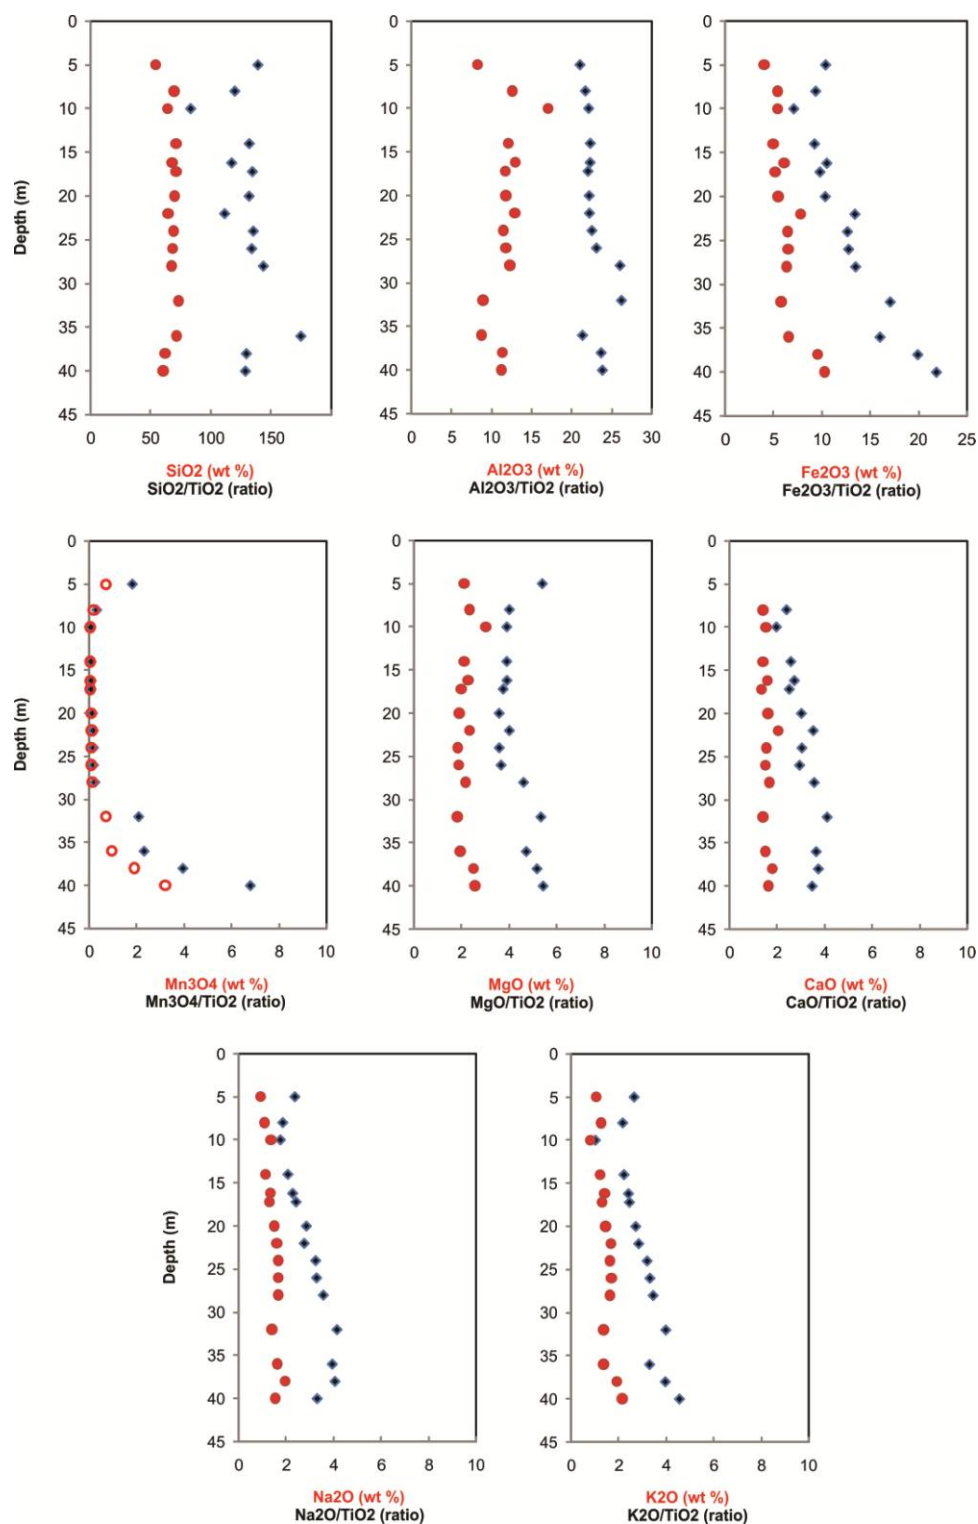 0
5
10
15
20
25
30
35
40
45
Depth (m)
0 50 100 150
SiO2 (wt %)
SiO2/TiO2 (ratio)
0
5
10
15
20
25
30
35
40
45
0 5 10 15 20 25 30
Al2O3 (wt %)
Al2O3/TiO2 (ratio)
0
5
10
15
20
25
30
35
40
45
0 5 10 15 20 25
Fe2O3 (wt %)
Fe2O3/TiO2 (ratio)
0
5
10
15
20
25
30
35
40
45
Depth (m)
0 2 4 6 8 10
Mn3O4 (wt %)
Mn3O4/TiO2 (ratio)
0
5
10
15
20
25
30
35
40
45
0 2 4 6 8 10
MgO (wt %)
MgO/TiO2 (ratio)
0
5
10
15
20
25
30
35
40
45
0 2 4 6 8 10
CaO (wt %)
CaO/TiO2 (ratio)
0
5
10
15
20
25
30
35
40
45
Depth (m)
0 2 4 6 8 10
Na2O (wt %)
Na2O/TiO2 (ratio)
0
5
10
15
20
25
30
35
40
45
0 2 4 6 8 10
K2O (wt %)
K2O/TiO2 (ratio)